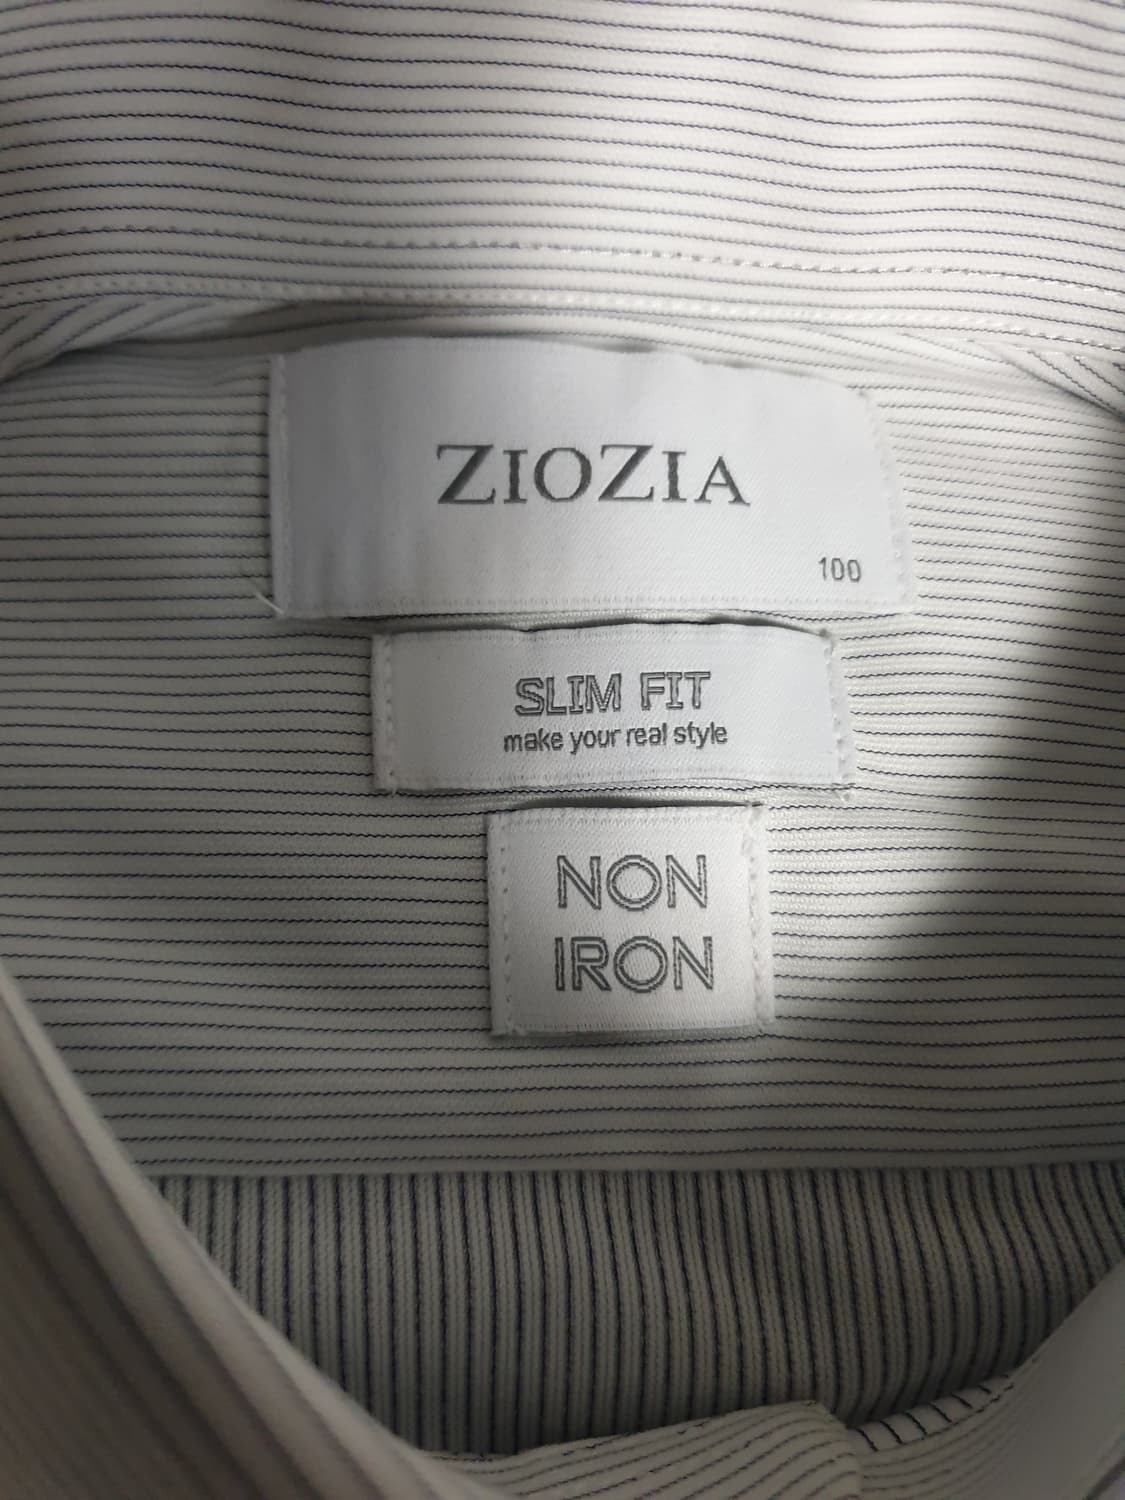 ZIOZIA
100
SLIM FIT
make your real style
NON
IRON